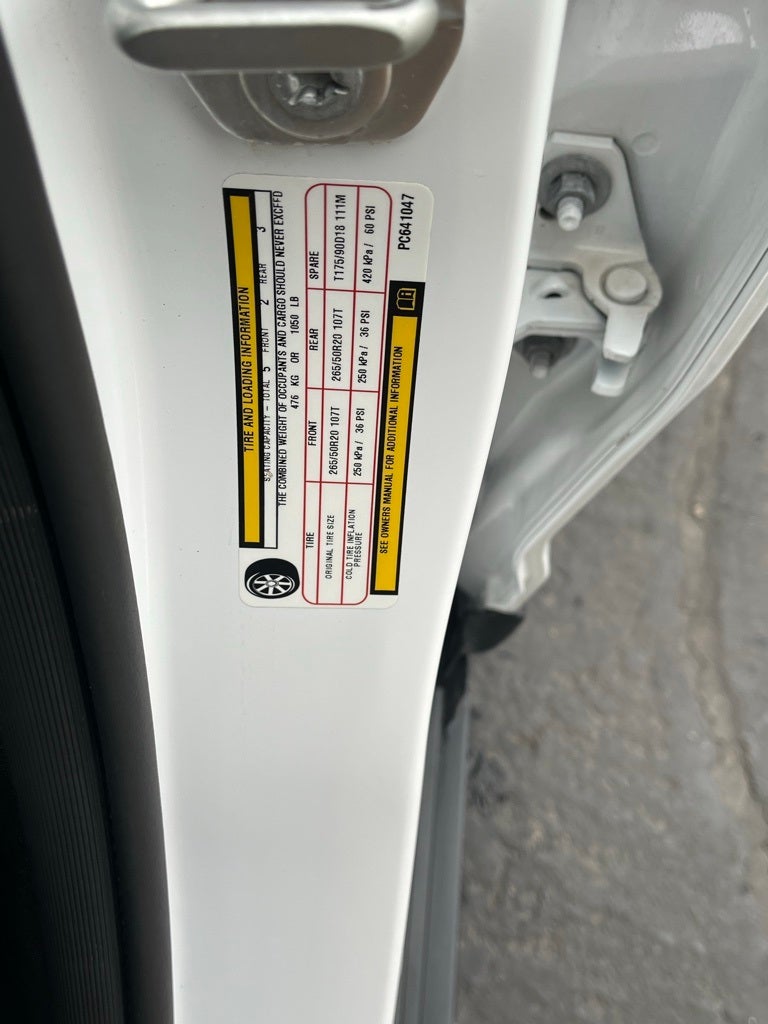 TIRE AND LOADING INFORMATION
SEATING CAPACITY - TOTAL 5 FRONT 2 REAR 3
THE COMBINED WEIGHT OF OCCUPANTS AND CARGO SHOULD NEVER EXCEED
476 KG OR 1050 LB
TIRE FRONT REAR SPARE
ORIGINAL TIRE SIZE 265/50R20 107T 265/50R20 107T T175/90D18 111M
COLD TIRE INFLATION PRESSURE 250 kPa/ 36 PSI 250 kPa/ 36 PSI 420 kPa/ 60 PSI
SEE OWNERS MANUAL FOR ADDITIONAL INFORMATION
PC641047